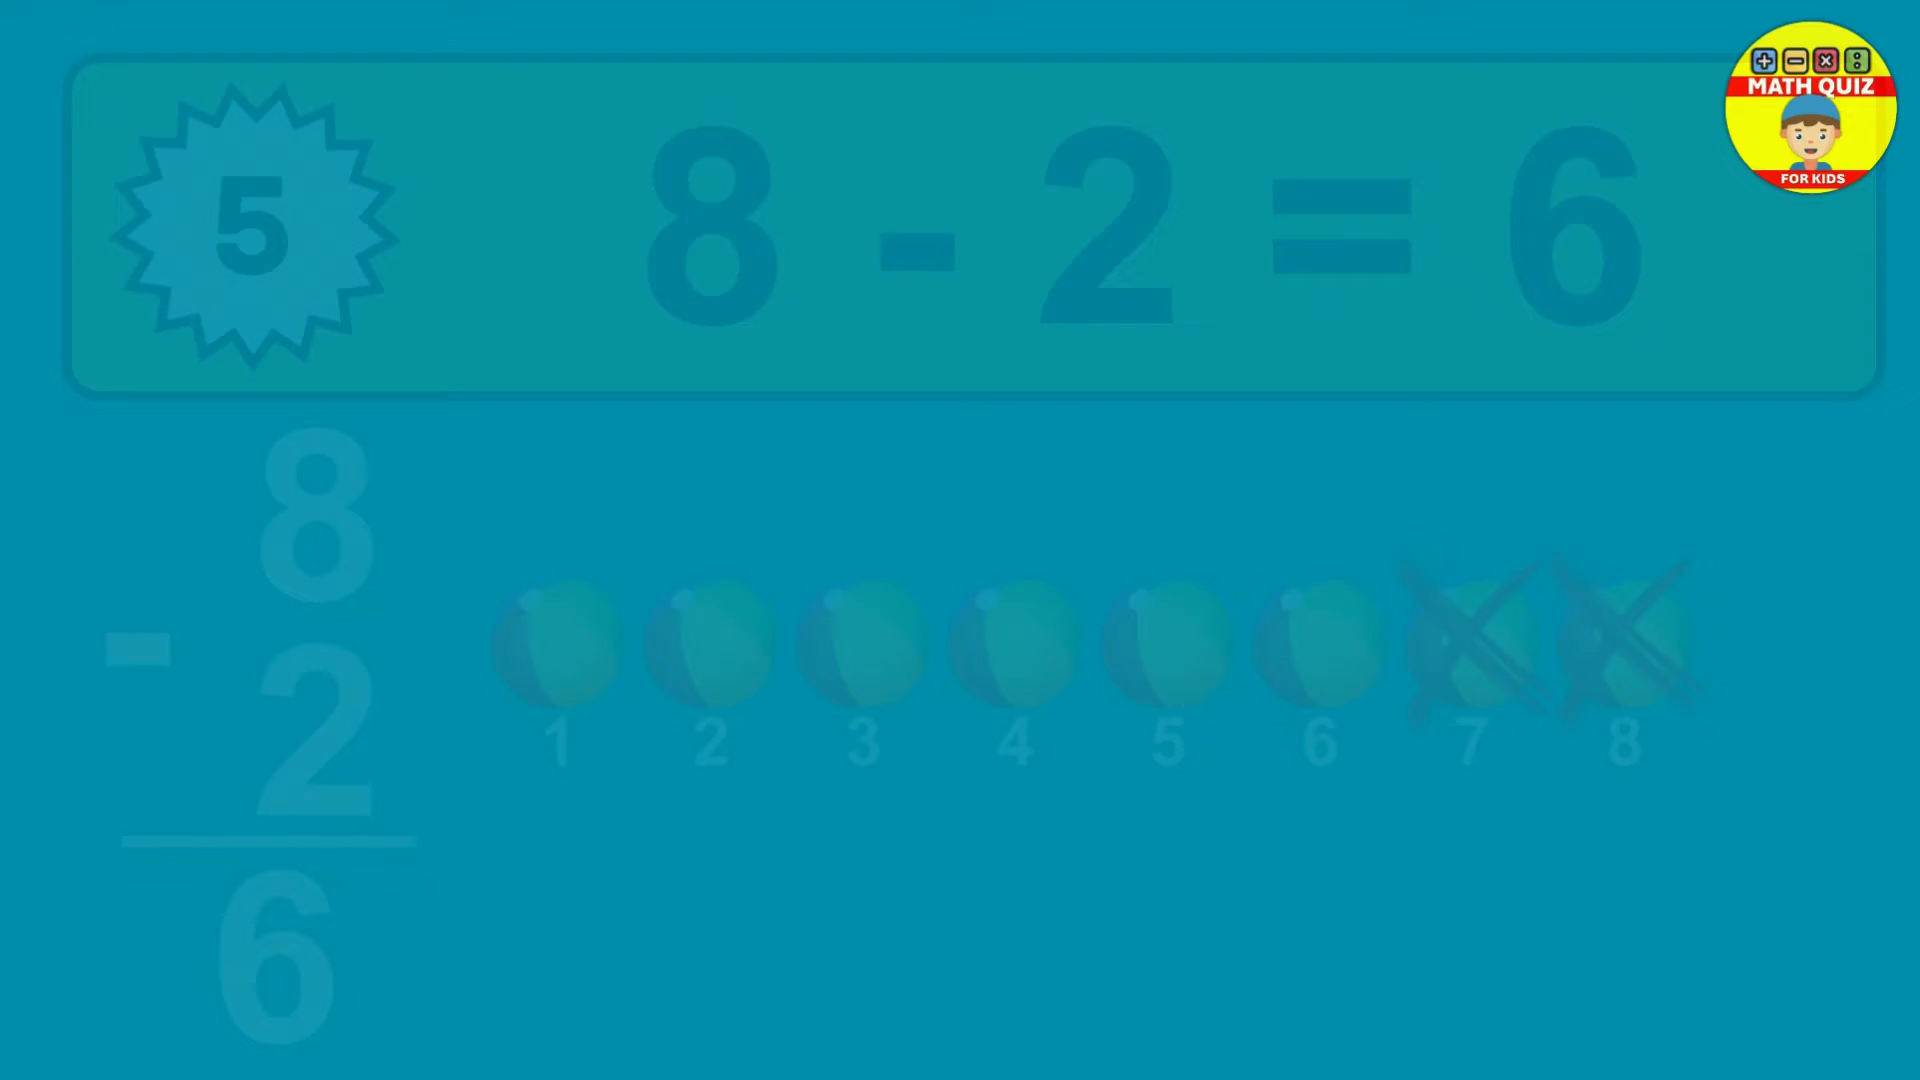 5
8 - 2 = 6
+ - × :
MATH QUIZ
FOR KIDS
8
- 2
6
1 2 3 4 5 6 7 8